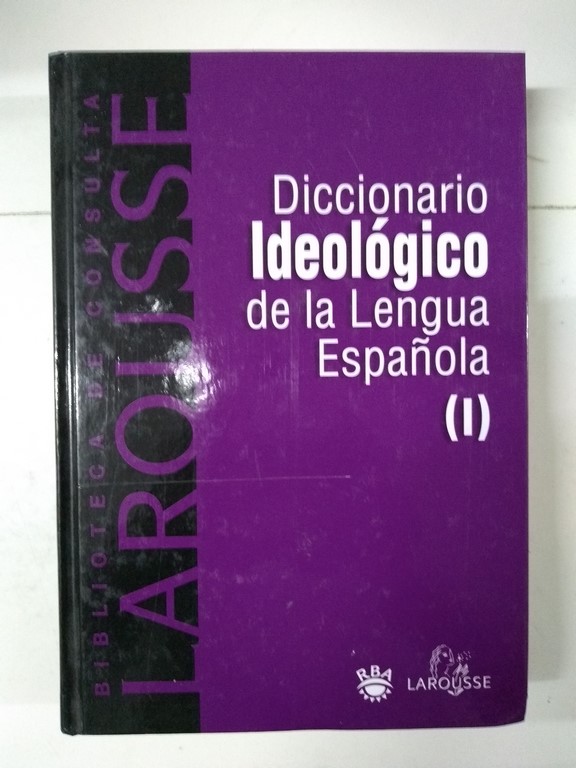 BIBLIOTECA DE CONSULTA
LAROUSSE
Diccionario
Ideológico
de la Lengua
Española
(I)
RBA
LAROUSSE